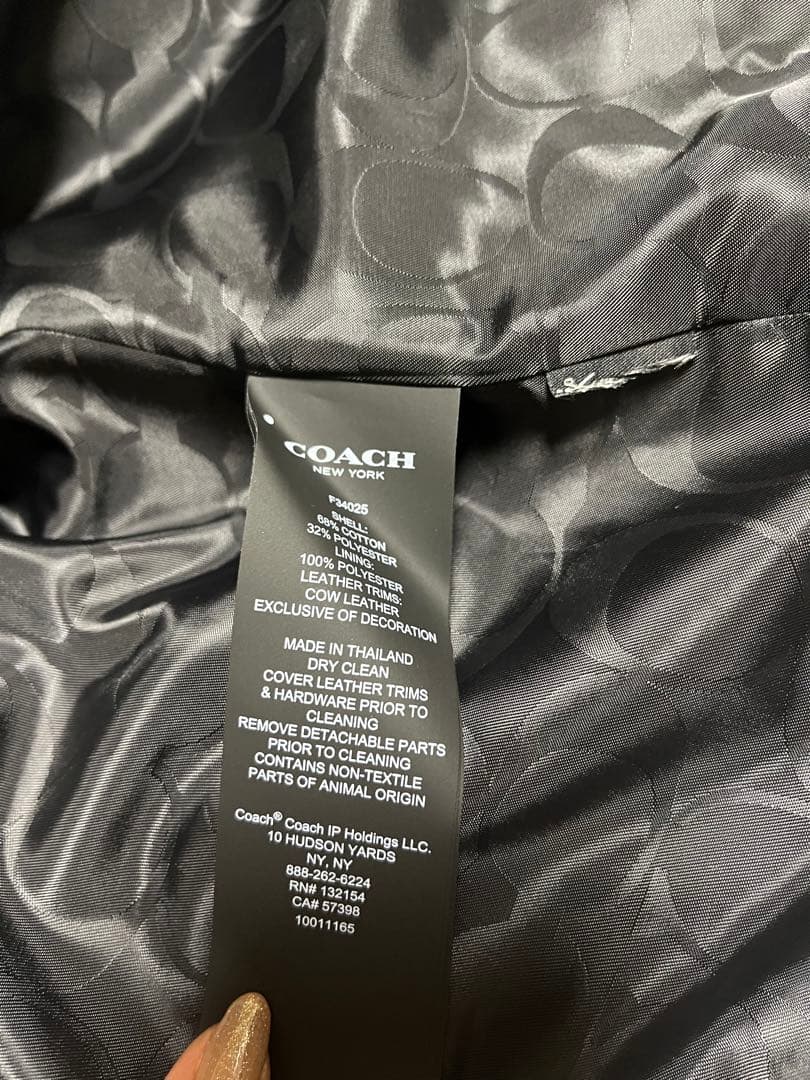 COACH
NEW YORK
F34025
SHELL:
68% COTTON
32% POLYESTER
LINING:
100% POLYESTER
LEATHER TRIMS:
COW LEATHER
EXCLUSIVE OF DECORATION
MADE IN THAILAND
DRY CLEAN
COVER LEATHER TRIMS
& HARDWARE PRIOR TO
CLEANING
REMOVE DETACHABLE PARTS
PRIOR TO CLEANING
CONTAINS NON-TEXTILE
PARTS OF ANIMAL ORIGIN
Coach® Coach IP Holdings LLC.
10 HUDSON YARDS
NY, NY
888-262-6224
RN# 132154
CA# 57398
10011165